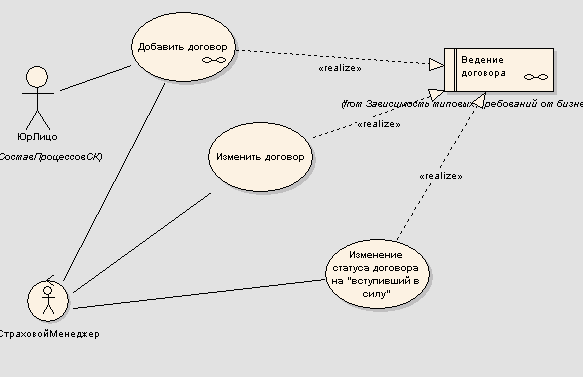 Добавить договор
«realize»
Ведение
договора
(from Зависимость типовых требований от бизне
«realize»
ЮрЛицо
СоставПроцессовСК)
Изменить договор
«realize»
Изменение
статуса договора
на "вступивший в
силу"
СтраховойМенеджер